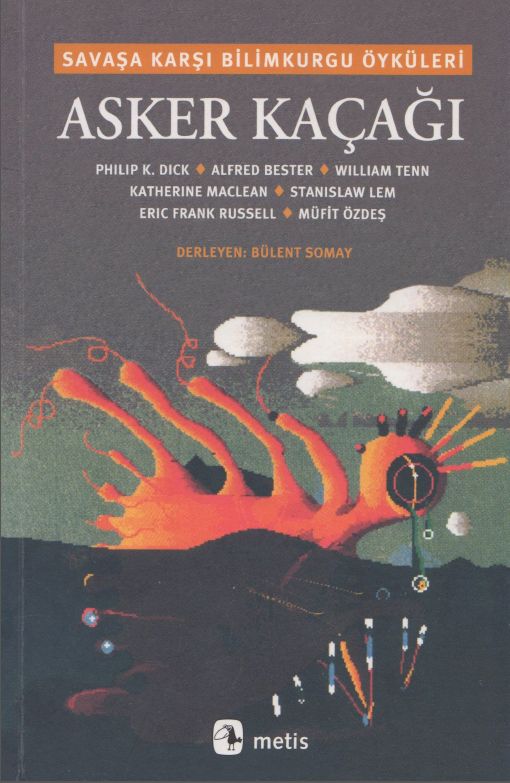 SAVAŞA KARŞI BİLİMKURGU ÖYKÜLERİ
ASKER KAÇAĞI
PHILIP K. DICK ♦ ALFRED BESTER ♦ WILLIAM TENN
KATHERINE MACLEAN ♦ STANISLAW LEM
ERIC FRANK RUSSELL ♦ MÜFİT ÖZDEŞ
DERLEYEN: BÜLENT SOMAY
metis